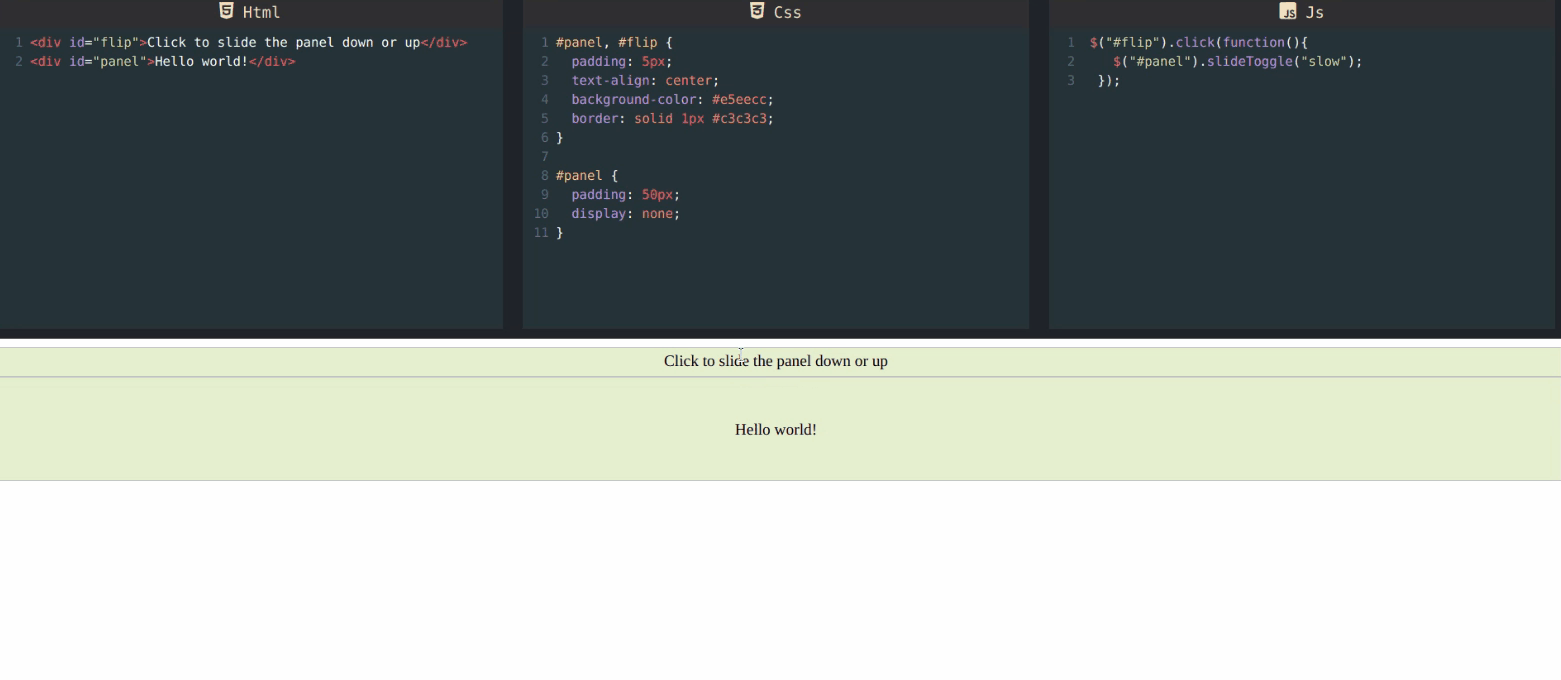 Html
1 <div id="flip">Click to slide the panel down or up</div>
2 <div id="panel">Hello world!</div>
Css
1 #panel, #flip {
2 padding: 5px;
3 text-align: center;
4 background-color: #e5eecc;
5 border: solid 1px #c3c3c3;
6 }
7
8 #panel {
9 padding: 50px;
10 display: none;
11 }
JS Js
1 $("#flip").click(function(){
2 $("#panel").slideToggle("slow");
3 });
Click to slide the panel down or up
Hello world!